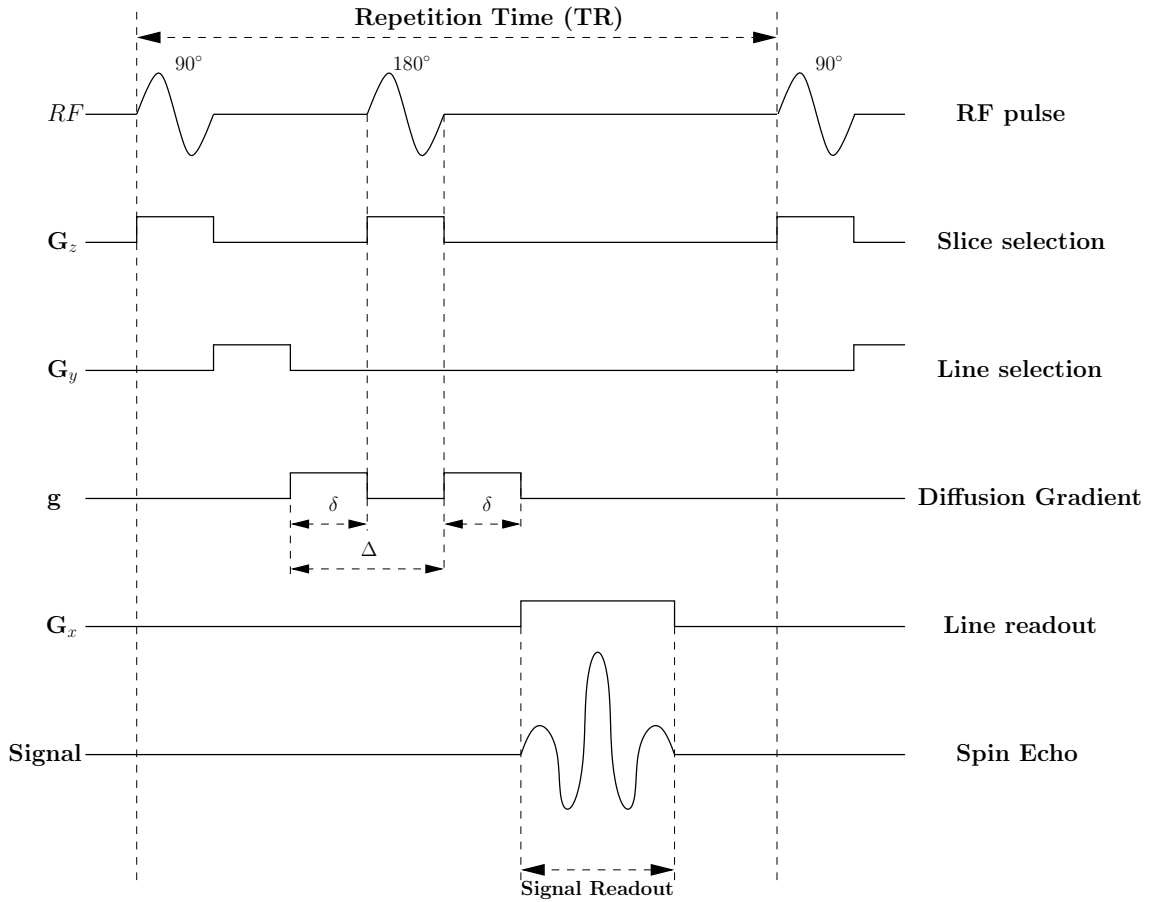 Repetition Time (TR)
90° 180° 90°
RF RF pulse
G_z Slice selection
G_y Line selection
g Diffusion Gradient
δ δ
Δ
G_x Line readout
Signal Spin Echo
Signal Readout